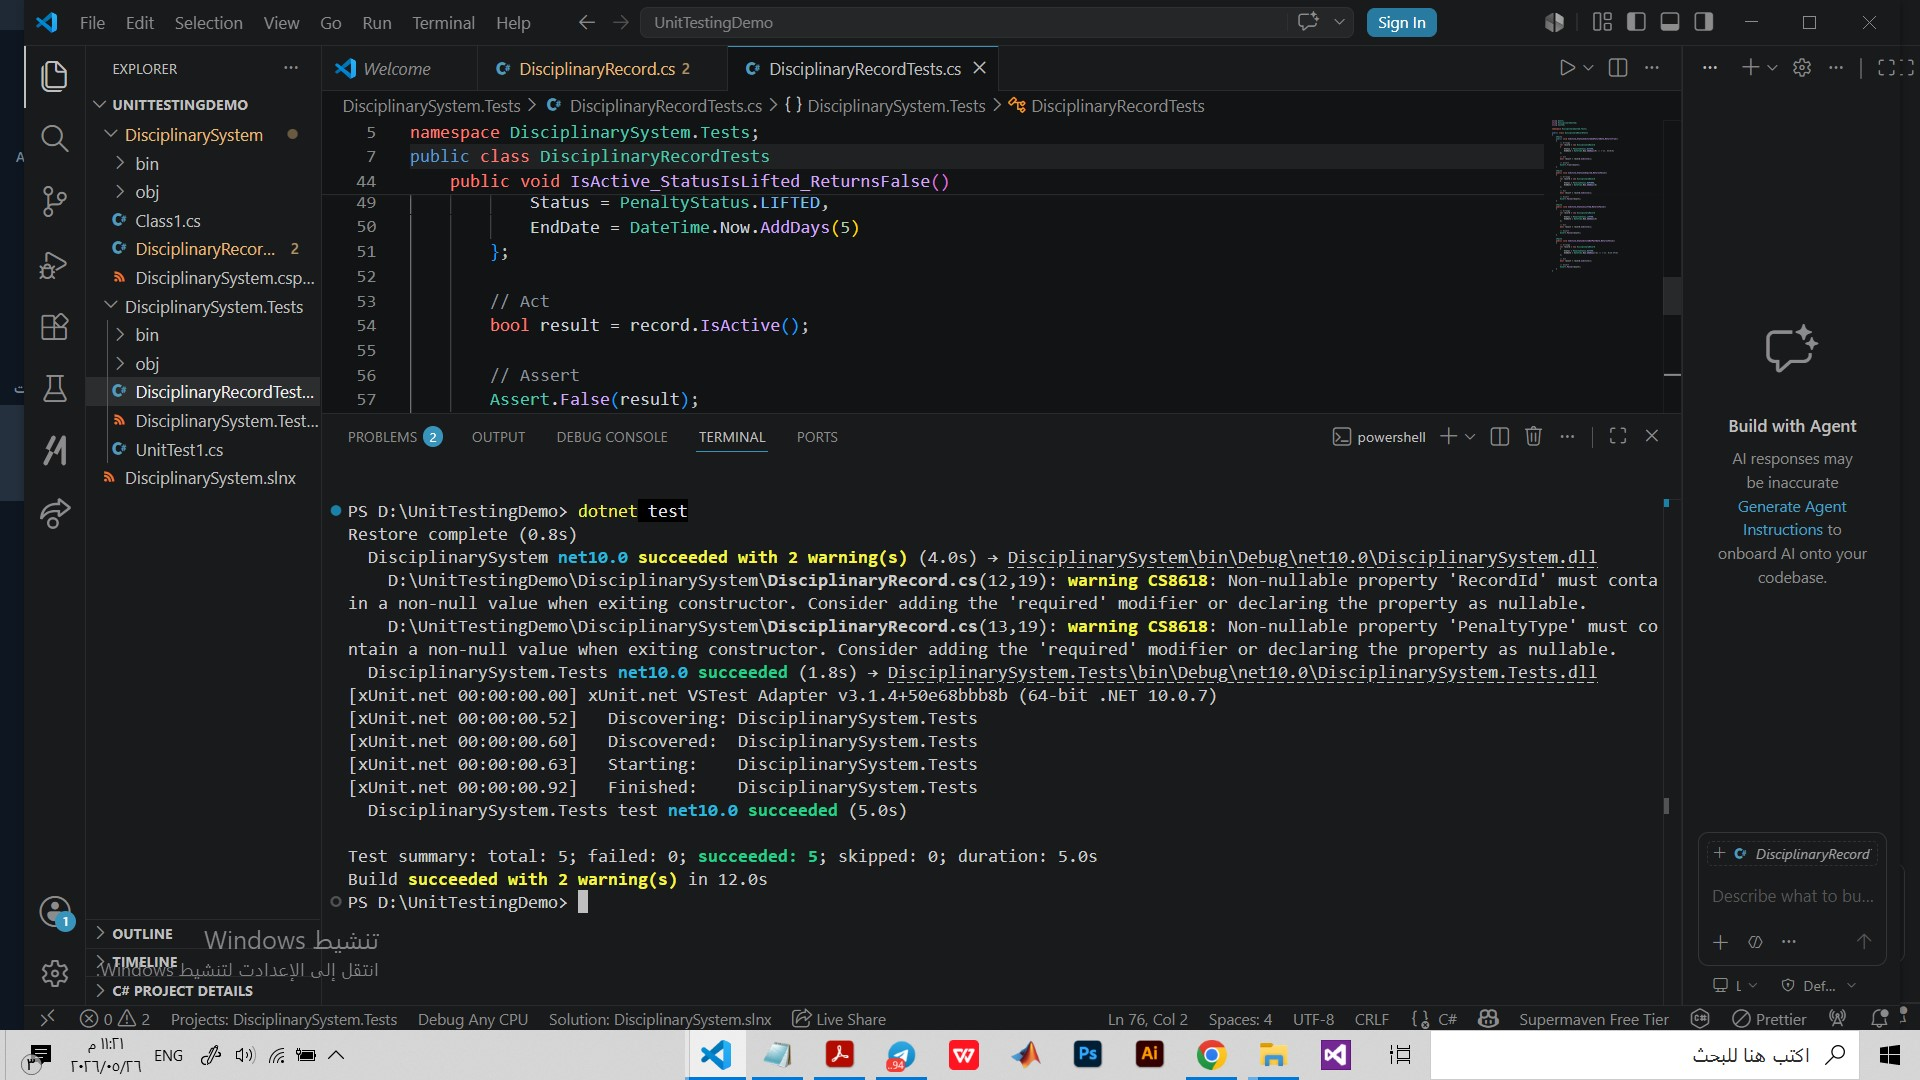 File Edit Selection View Go Run Terminal Help
UnitTestingDemo
Sign In
EXPLORER
UNITTESTINGDEMO
DisciplinarySystem
bin
obj
Class1.cs
DisciplinaryRecor... 2
DisciplinarySystem.csp...
DisciplinarySystem.Tests
bin
obj
DisciplinaryRecordTest...
DisciplinarySystem.Test...
UnitTest1.cs
DisciplinarySystem.slnx
OUTLINE
TIMELINE
C# PROJECT DETAILS
تنشيط Windows
انتقل إلى الإعدادت لتنشيط Windows.
Welcome
DisciplinaryRecord.cs 2
DisciplinaryRecordTests.cs
DisciplinarySystem.Tests > DisciplinaryRecordTests.cs > {} DisciplinarySystem.Tests > DisciplinaryRecordTests
5 namespace DisciplinarySystem.Tests;
7 public class DisciplinaryRecordTests
44 public void IsActive_StatusIsLifted_ReturnsFalse()
49 Status = PenaltyStatus.LIFTED,
50 EndDate = DateTime.Now.AddDays(5)
51 };
52
53 // Act
54 bool result = record.IsActive();
55
56 // Assert
57 Assert.False(result);
PROBLEMS 2 OUTPUT DEBUG CONSOLE TERMINAL PORTS
powershell
PS D:\UnitTestingDemo> dotnet test
Restore complete (0.8s)
DisciplinarySystem net10.0 succeeded with 2 warning(s) (4.0s) → DisciplinarySystem\bin\Debug\net10.0\DisciplinarySystem.dll
D:\UnitTestingDemo\DisciplinarySystem\DisciplinaryRecord.cs(12,19): warning CS8618: Non-nullable property 'RecordId' must conta
in a non-null value when exiting constructor. Consider adding the 'required' modifier or declaring the property as nullable.
D:\UnitTestingDemo\DisciplinarySystem\DisciplinaryRecord.cs(13,19): warning CS8618: Non-nullable property 'PenaltyType' must co
ntain a non-null value when exiting constructor. Consider adding the 'required' modifier or declaring the property as nullable.
DisciplinarySystem.Tests net10.0 succeeded (1.8s) → DisciplinarySystem.Tests\bin\Debug\net10.0\DisciplinarySystem.Tests.dll
[xUnit.net 00:00:00.00] xUnit.net VSTest Adapter v3.1.4+50e68bbb8b (64-bit .NET 10.0.7)
[xUnit.net 00:00:00.52] Discovering: DisciplinarySystem.Tests
[xUnit.net 00:00:00.60] Discovered: DisciplinarySystem.Tests
[xUnit.net 00:00:00.63] Starting: DisciplinarySystem.Tests
[xUnit.net 00:00:00.92] Finished: DisciplinarySystem.Tests
DisciplinarySystem.Tests test net10.0 succeeded (5.0s)
Test summary: total: 5; failed: 0; succeeded: 5; skipped: 0; duration: 5.0s
Build succeeded with 2 warning(s) in 12.0s
PS D:\UnitTestingDemo>
Build with Agent
AI responses may
be inaccurate
Generate Agent
Instructions to
onboard AI onto your
codebase.
DisciplinaryRecord
Describe what to bu...
L
Def...
1
0 2 Projects: DisciplinarySystem.Tests Debug Any CPU Solution: DisciplinarySystem.slnx Live Share
Ln 76, Col 2 Spaces: 4 UTF-8 CRLF {} C# Supermaven Free Tier Prettier
١١:٢١ م
٢٠٢٦/٠٥/٢٦
ENG
..94
Ps
Ai
اكتب هنا للبحث